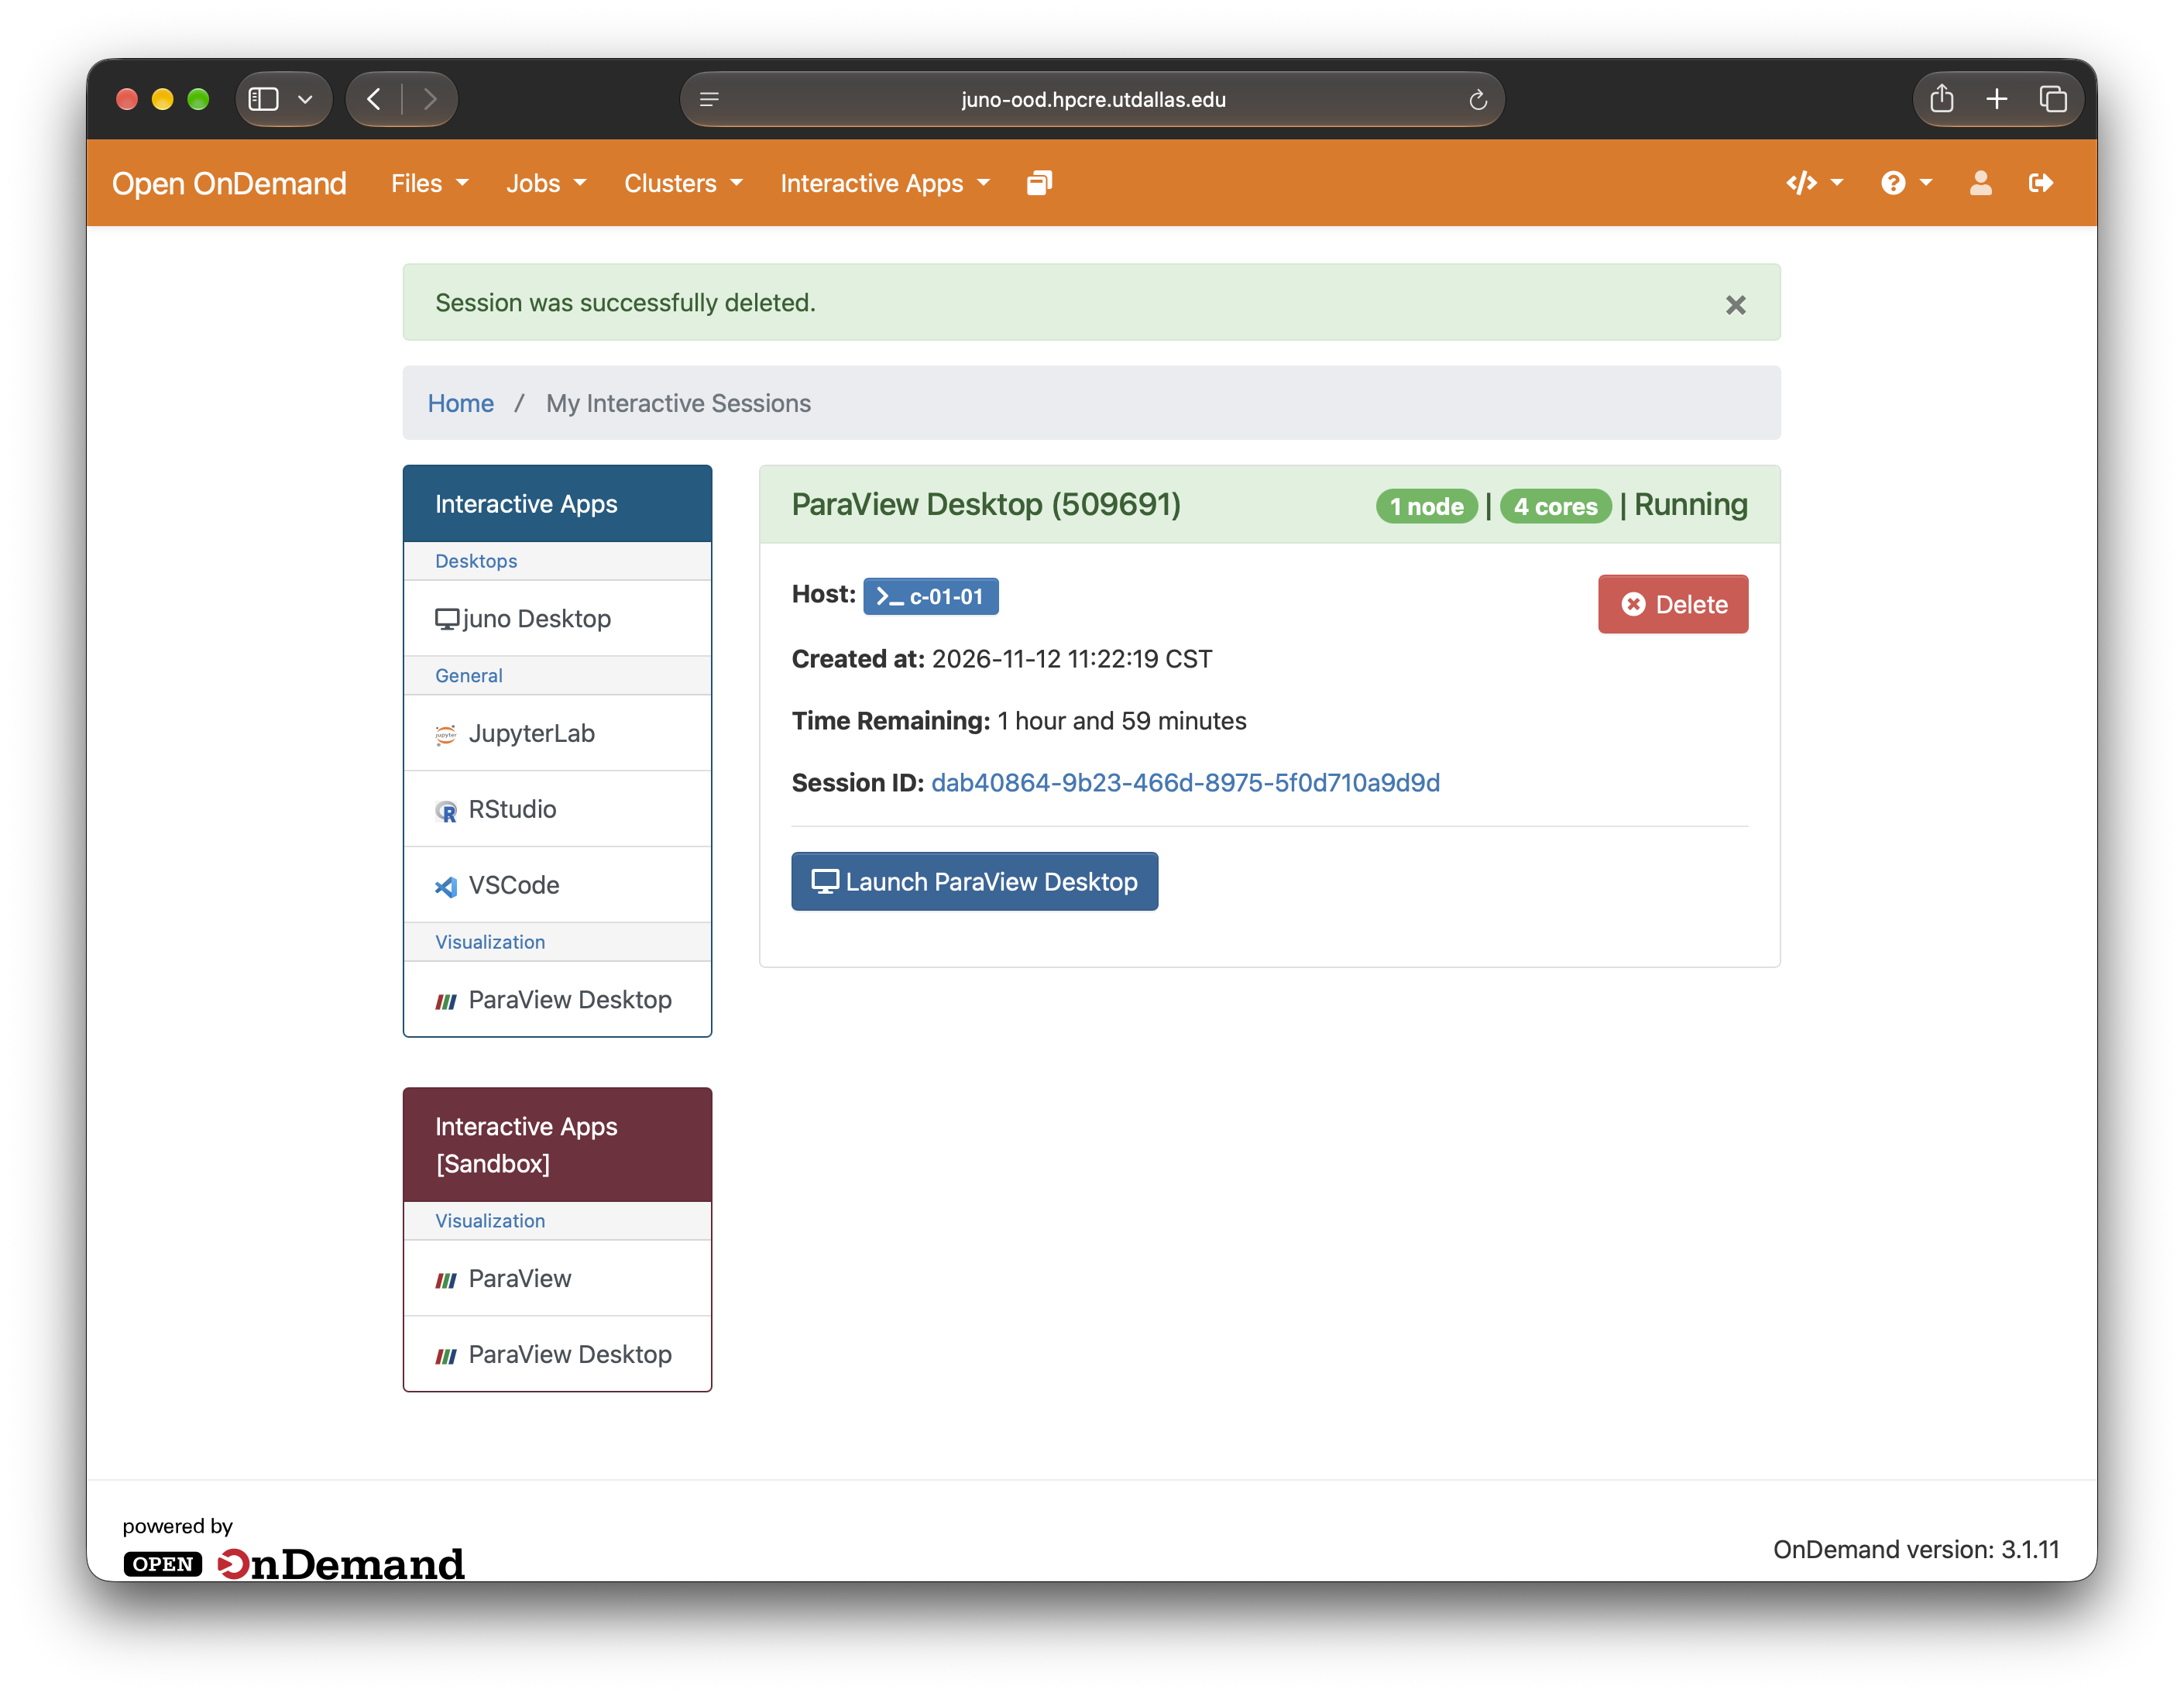 juno-ood.hpcre.utdallas.edu
Open OnDemand Files Jobs Clusters Interactive Apps
Session was successfully deleted.
Home / My Interactive Sessions
Interactive Apps
Desktops
juno Desktop
General
JupyterLab
RStudio
VSCode
Visualization
ParaView Desktop
Interactive Apps
[Sandbox]
Visualization
ParaView
ParaView Desktop
ParaView Desktop (509691) 1 node | 4 cores | Running
Host: >_ c-01-01
Delete
Created at: 2026-11-12 11:22:19 CST
Time Remaining: 1 hour and 59 minutes
Session ID: dab40864-9b23-466d-8975-5f0d710a9d9d
Launch ParaView Desktop
powered by
OPEN OnDemand
OnDemand version: 3.1.11